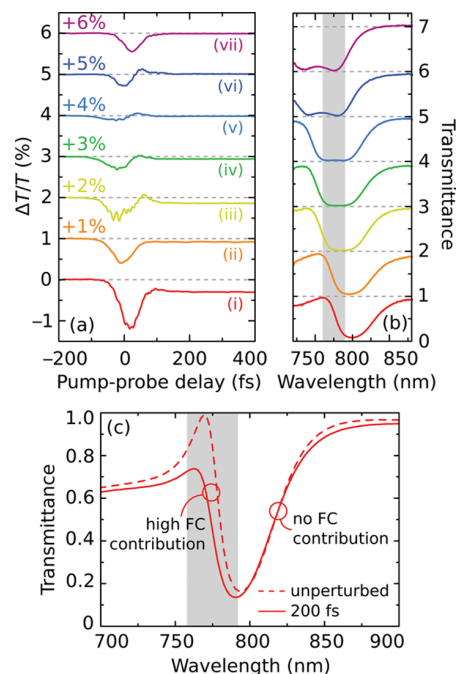 +6%
(vii)
+5%
(vi)
+4%
(v)
+3%
(iv)
+2%
(iii)
+1%
(ii)
(i)
(a)
6
5
4
3
2
1
0
−1
ΔT/T (%)
−200 0 200 400
Pump-probe delay (fs)
(b)
7
6
5
4
3
2
1
0
Transmittance
750 800 850
Wavelength (nm)
(c)
1.0
0.8
0.6
0.4
0.2
0
Transmittance
high FC
contribution
no FC
contribution
unperturbed
200 fs
700 750 800 850 900
Wavelength (nm)